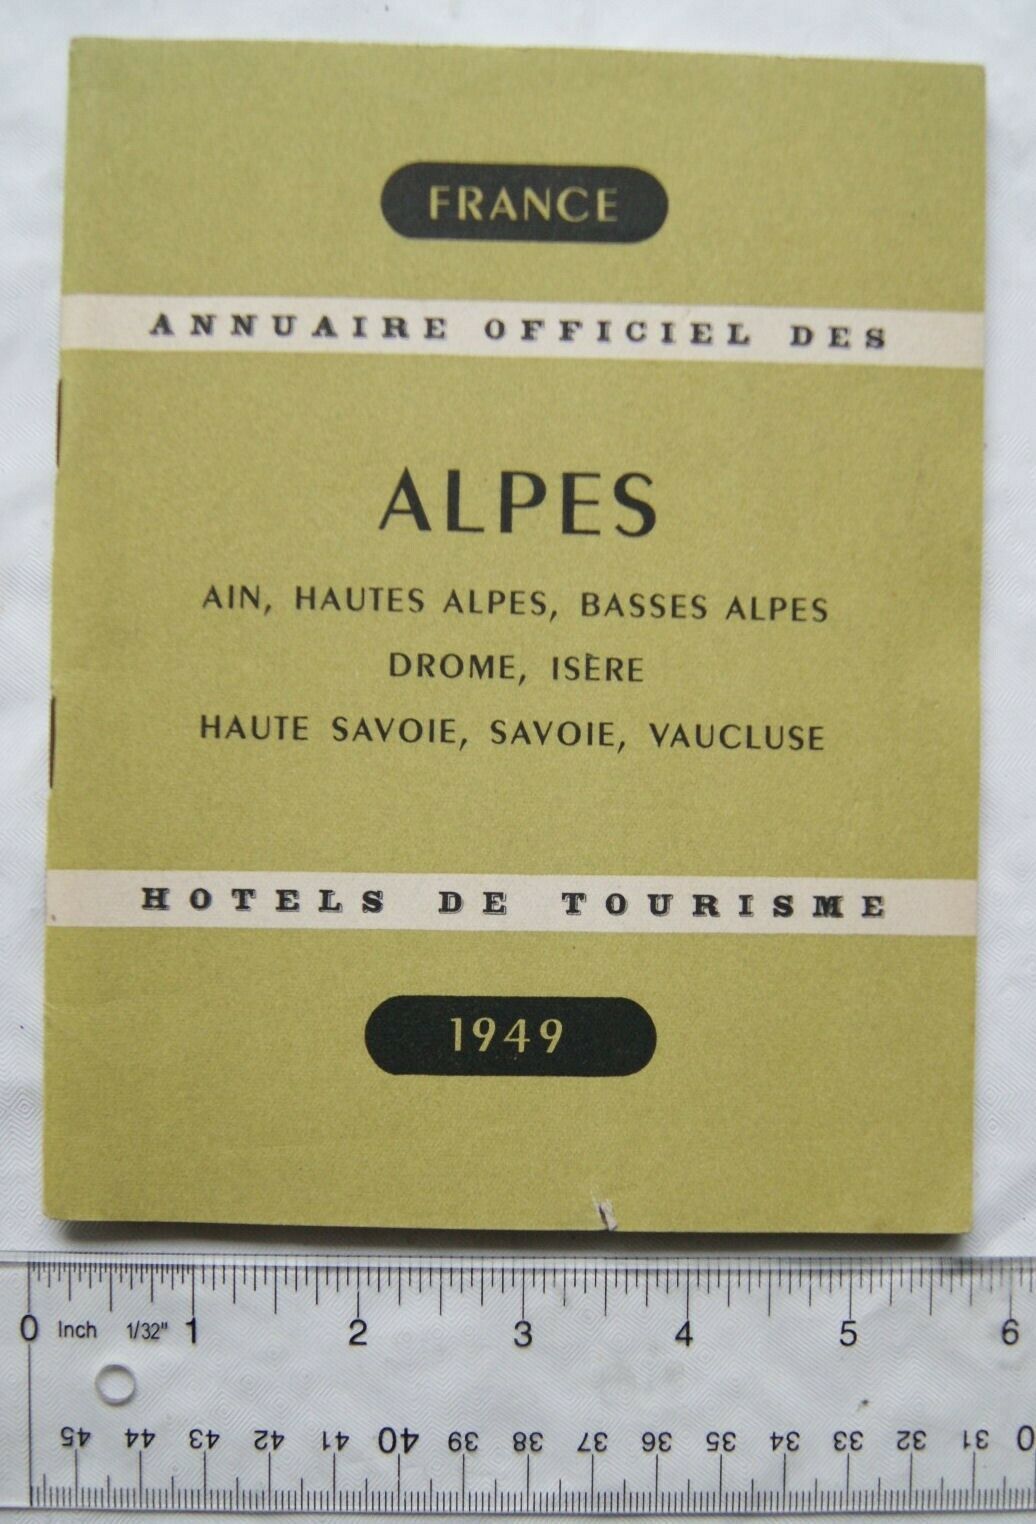 FRANCE
ANNUAIRE OFFICIEL DES
ALPES
AIN, HAUTES ALPES, BASSES ALPES
DROME, ISÈRE
HAUTE SAVOIE, SAVOIE, VAUCLUSE
HOTELS DE TOURISME
1949
0 Inch 1/32" 1 2 3 4 5 6
45 44 43 42 41 40 39 38 37 36 35 34 33 32 31 0